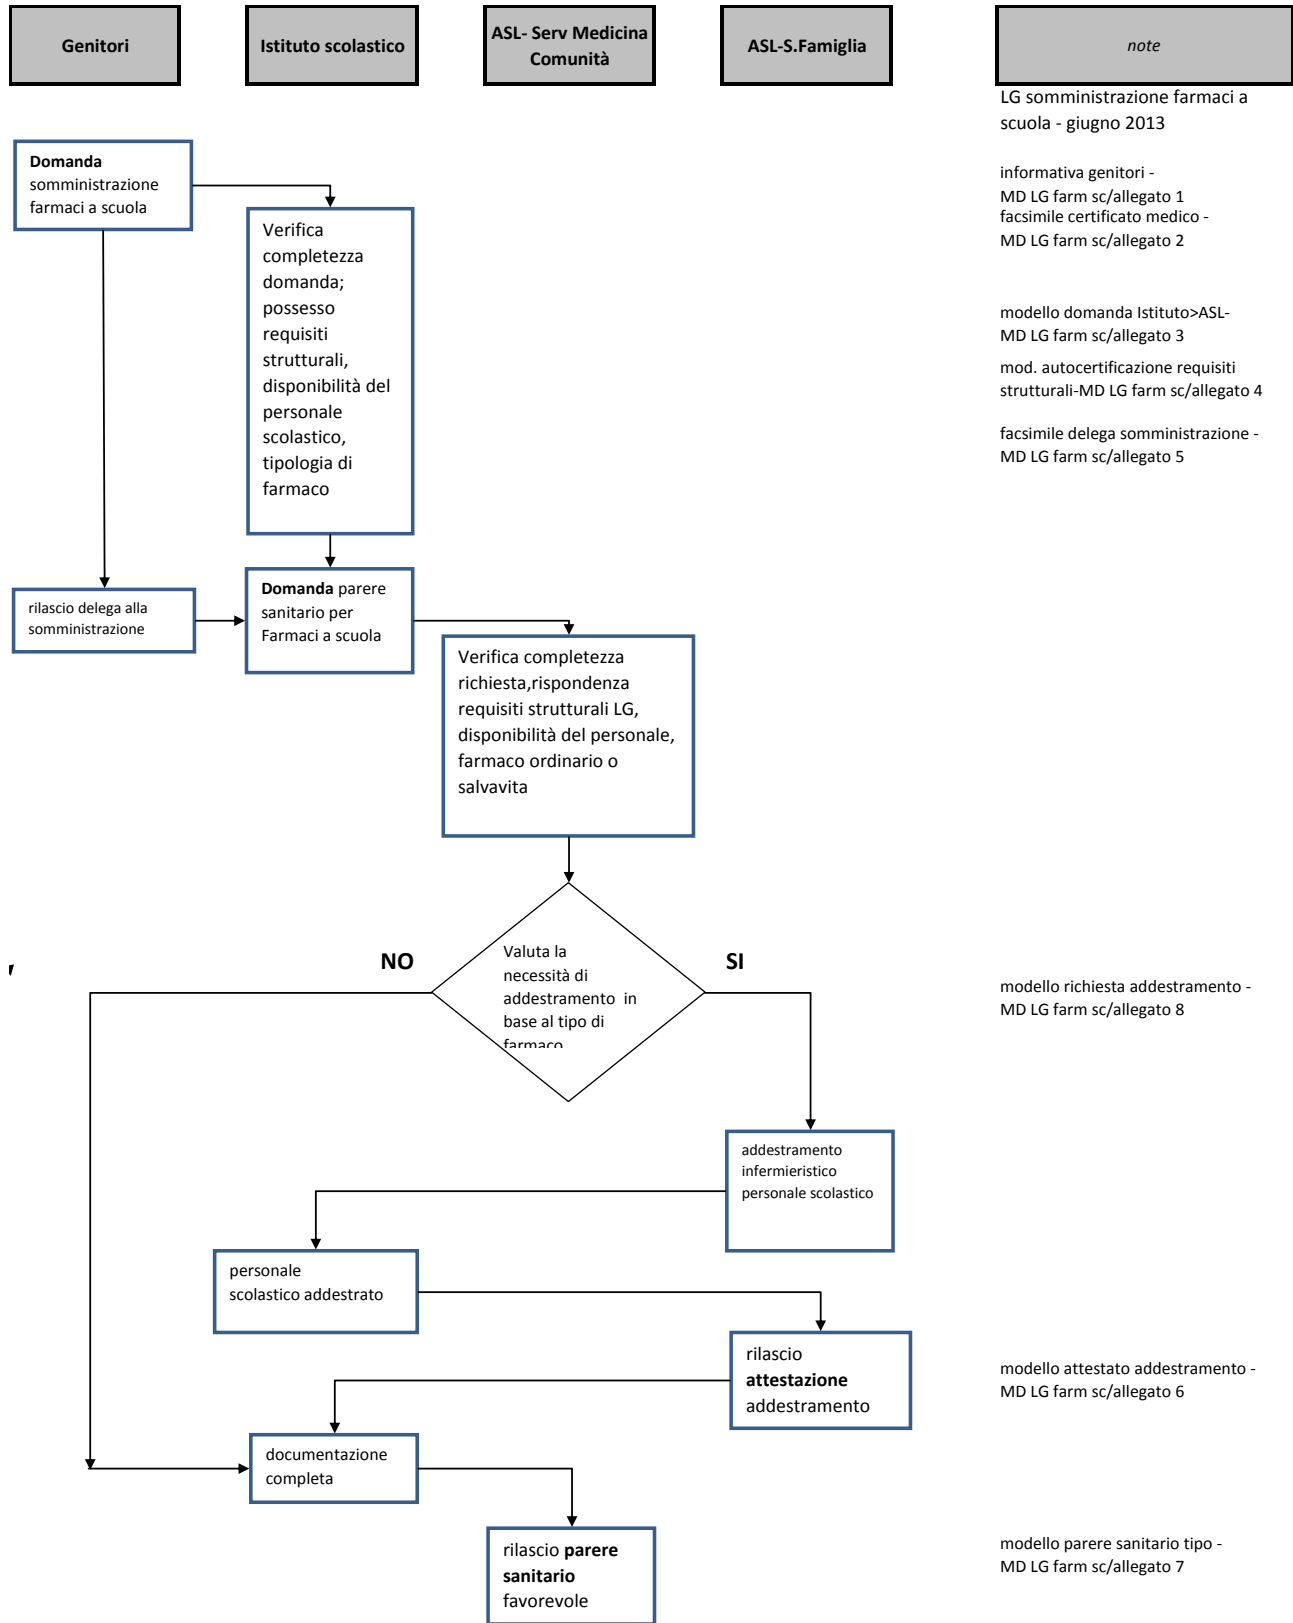 Genitori
Istituto scolastico
ASL- Serv Medicina
Comunità
ASL-S.Famiglia
note
LG somministrazione farmaci a
scuola - giugno 2013
Domanda
somministrazione
farmaci a scuola
informativa genitori -
MD LG farm sc/allegato 1
facsimile certificato medico -
MD LG farm sc/allegato 2
Verifica
completezza
domanda;
possesso
requisiti
strutturali,
disponibilità del
personale
scolastico,
tipologia di
farmaco
modello domanda Istituto>ASL-
MD LG farm sc/allegato 3
mod. autocertificazione requisiti
strutturali-MD LG farm sc/allegato 4
facsimile delega somministrazione -
MD LG farm sc/allegato 5
rilascio delega alla
somministrazione
Domanda parere
sanitario per
Farmaci a scuola
Verifica completezza
richiesta,rispondenza
requisiti strutturali LG,
disponibilità del personale,
farmaco ordinario o
salvavita
NO
Valuta la
necessità di
addestramento in
base al tipo di
farmaco
SI
modello richiesta addestramento -
MD LG farm sc/allegato 8
addestramento
infermieristico
personale scolastico
personale
scolastico addestrato
rilascio
attestazione
addestramento
modello attestato addestramento -
MD LG farm sc/allegato 6
documentazione
completa
rilascio parere
sanitario
favorevole
modello parere sanitario tipo -
MD LG farm sc/allegato 7